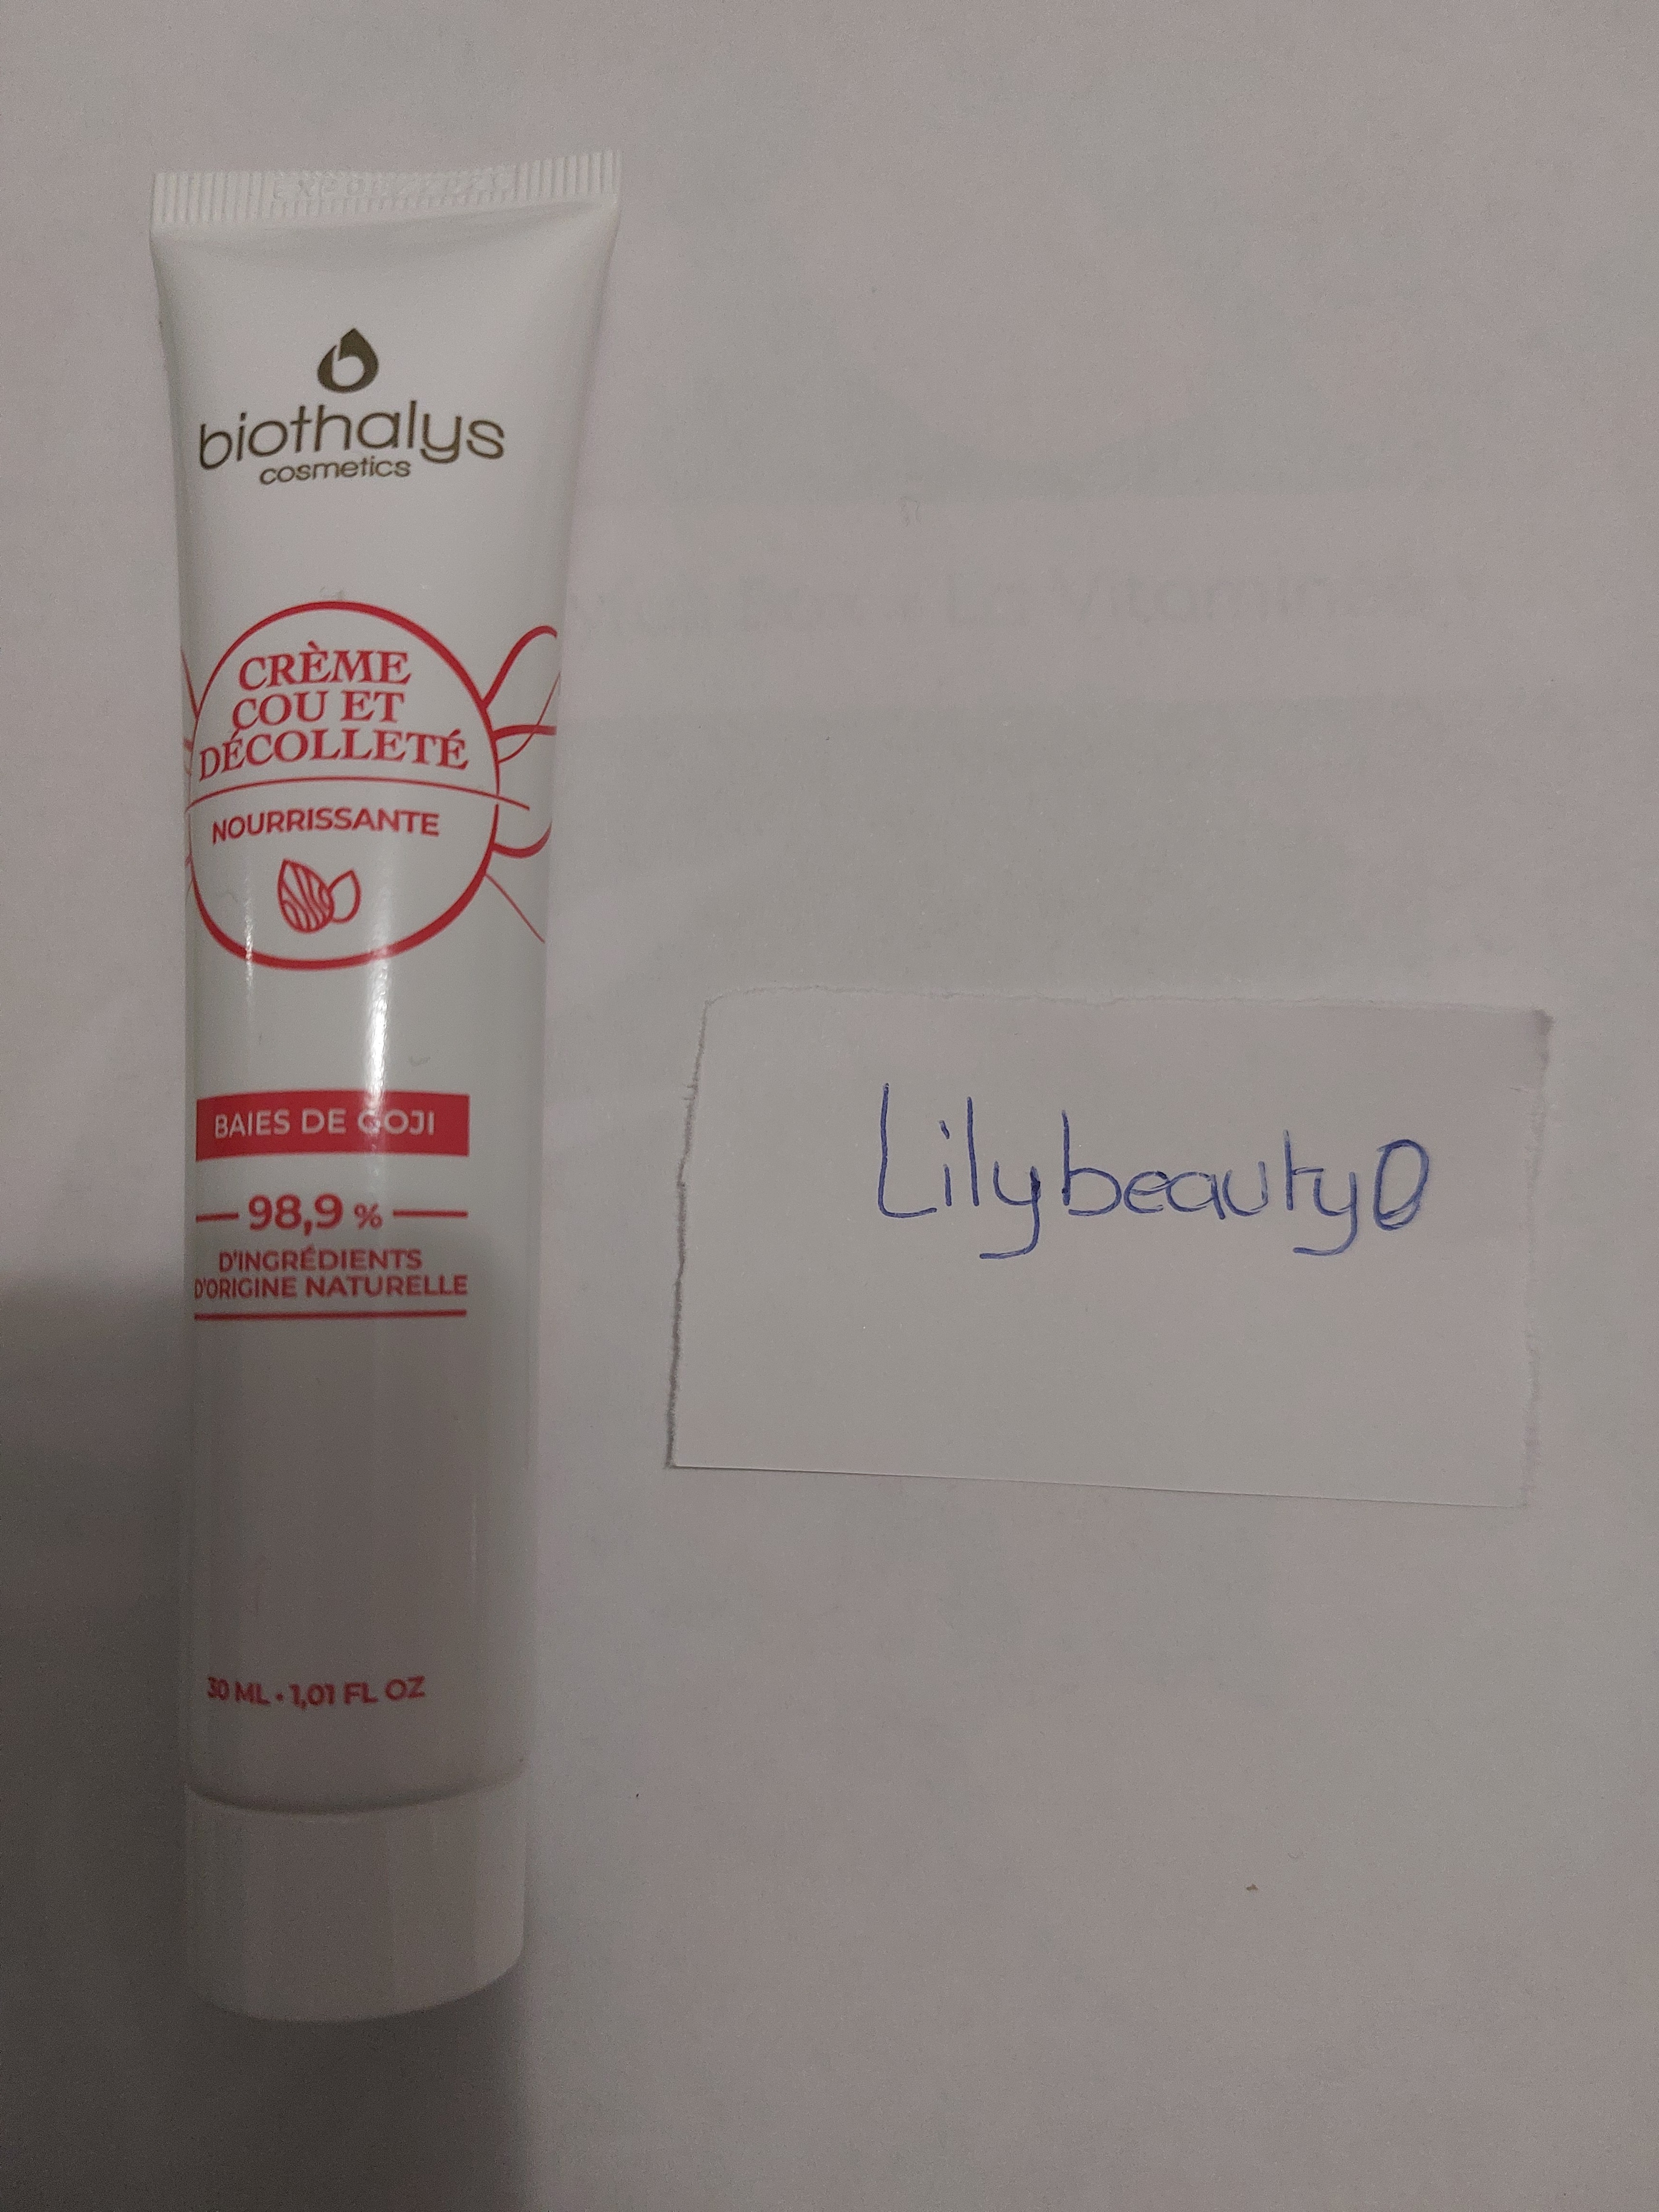 biothalys
cosmetics
CRÈME
COU ET
DÉCOLLETÉ
NOURRISSANTE
BAIES DE GOJI
98,9 %
D'INGRÉDIENTS
D'ORIGINE NATURELLE
30 ML • 1,01 FL OZ
Lilybeauty0